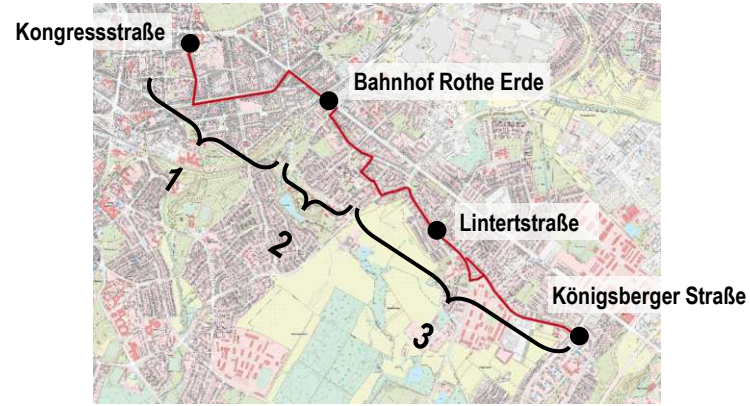 Kongressstraße
Bahnhof Rothe Erde
1
2
Lintertstraße
Königsberger Straße
3